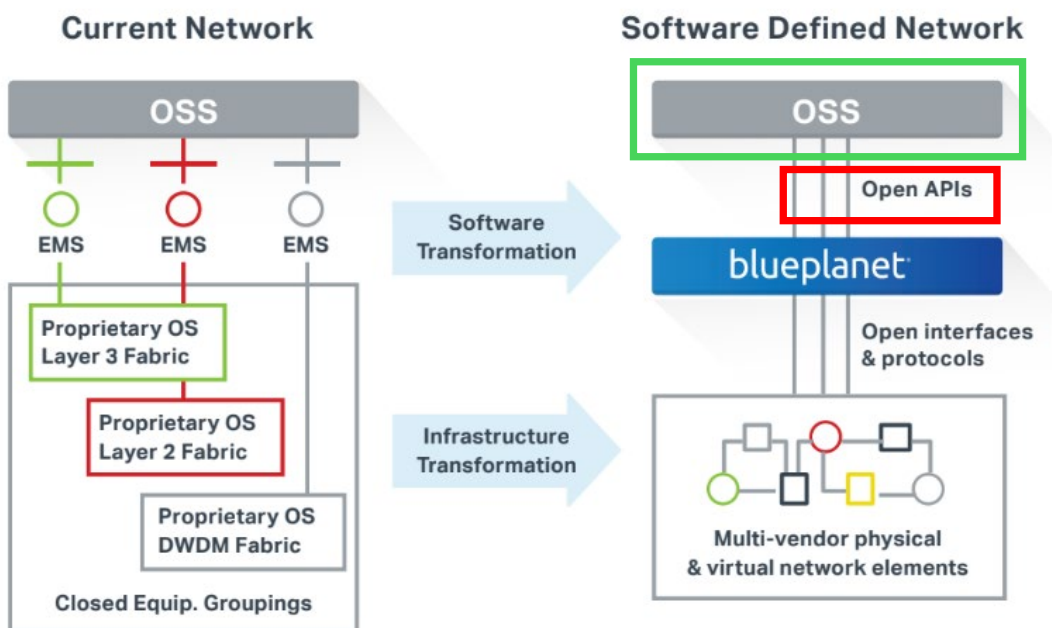 Current Network
OSS
EMS
EMS
EMS
Proprietary OS
Layer 3 Fabric
Proprietary OS
Layer 2 Fabric
Proprietary OS
DWDM Fabric
Closed Equip. Groupings
Software
Transformation
Infrastructure
Transformation
Software Defined Network
OSS
Open APIs
blueplanet
Open interfaces
& protocols
Multi-vendor physical
& virtual network elements